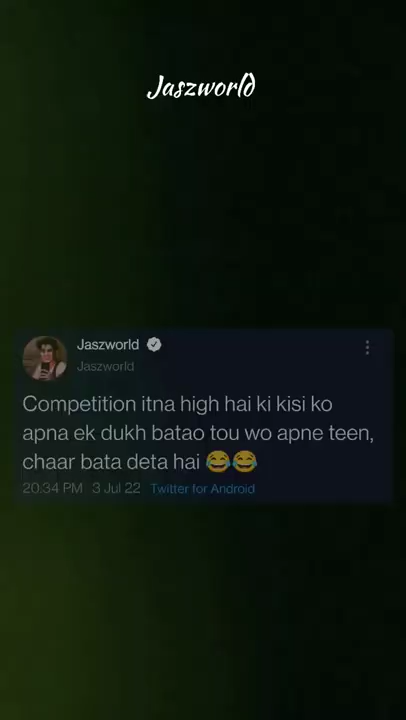 Jaszworld
Jaszworld
Jaszworld
Competition itna high hai ki kisi ko
apna ek dukh batao tou wo apne teen,
chaar bata deta hai 😂😂
20:34 PM 3 Jul 22 Twitter for Android